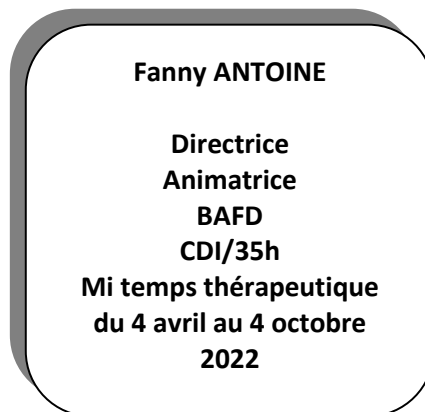 Fanny ANTOINE
Directrice
Animatrice
BAFD
CDI/35h
Mi temps thérapeutique
du 4 avril au 4 octobre
2022